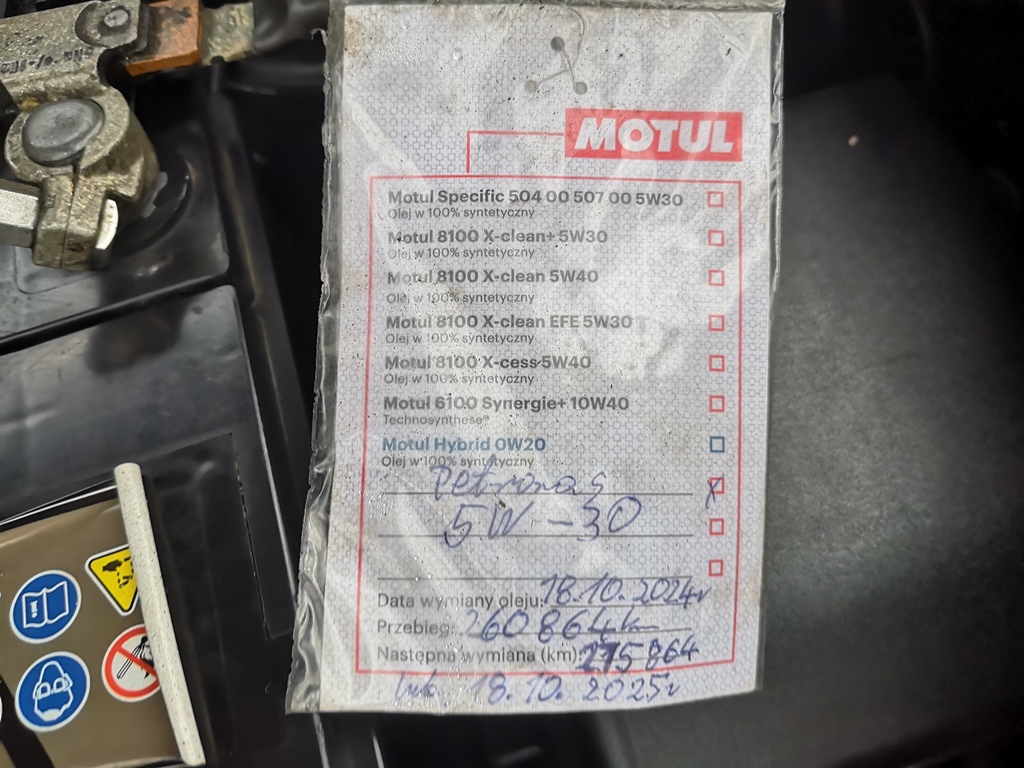 MOTUL
Motul Specific 504 00 507 00 5W30
Olej w 100% syntetyczny
Motul 8100 X-clean+ 5W30
Olej w 100% syntetyczny
Motul 8100 X-clean 5W40
Olej w 100% syntetyczny
Motul 8100 X-clean EFE 5W30
Olej w 100% syntetyczny
Motul 8100 X-cess 5W40
Olej w 100% syntetyczny
Motul 6100 Synergie+ 10W40
Technosynthese®
Motul Hybrid 0W20
Olej w 100% syntetyczny
Petronas x
5W-30
Data wymiany oleju: 18.10.2024r
Przebieg: 260864km
Następna wymiana (km): 275864
lub. 18.10.2025r